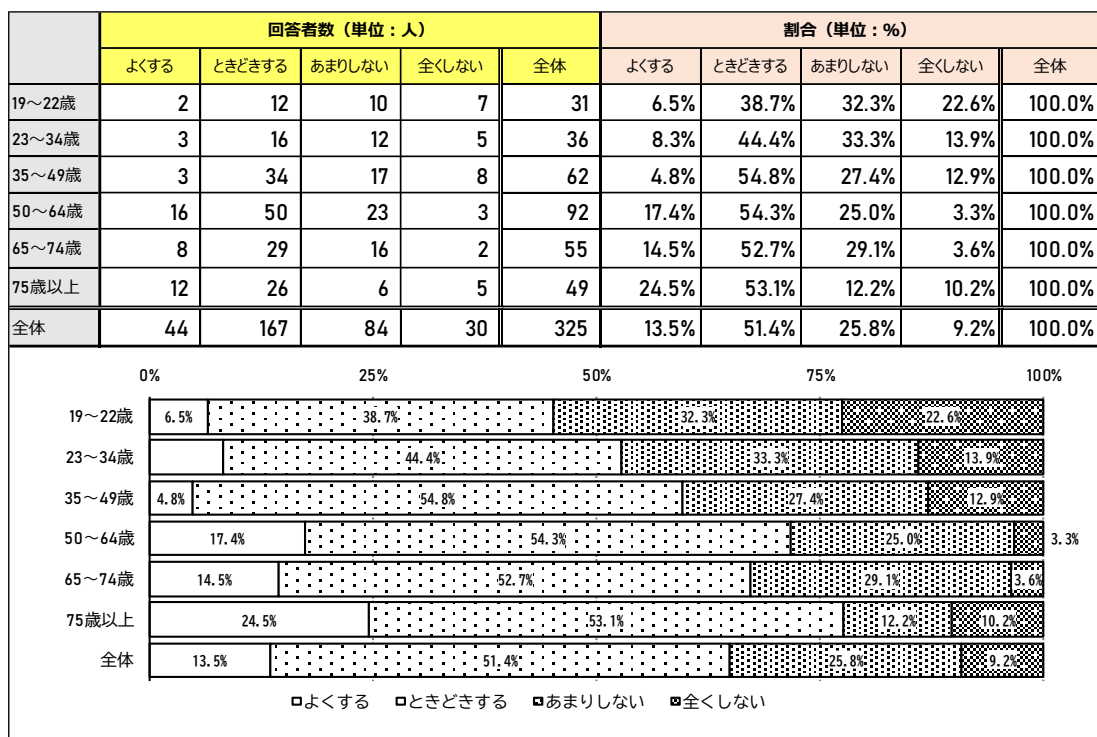 回答者数（単位：人） 割合（単位：%）
よくする ときどきする あまりしない 全くしない 全体 よくする ときどきする あまりしない 全くしない 全体
19～22歳 2 12 10 7 31 6.5% 38.7% 32.3% 22.6% 100.0%
23～34歳 3 16 12 5 36 8.3% 44.4% 33.3% 13.9% 100.0%
35～49歳 3 34 17 8 62 4.8% 54.8% 27.4% 12.9% 100.0%
50～64歳 16 50 23 3 92 17.4% 54.3% 25.0% 3.3% 100.0%
65～74歳 8 29 16 2 55 14.5% 52.7% 29.1% 3.6% 100.0%
75歳以上 12 26 6 5 49 24.5% 53.1% 12.2% 10.2% 100.0%
全体 44 167 84 30 325 13.5% 51.4% 25.8% 9.2% 100.0%
0% 25% 50% 75% 100%
19～22歳 6.5% 38.7% 32.3% 22.6%
23～34歳 44.4% 33.3% 13.9%
35～49歳 4.8% 54.8% 27.4% 12.9%
50～64歳 17.4% 54.3% 25.0% 3.3%
65～74歳 14.5% 52.7% 29.1% 3.6%
75歳以上 24.5% 53.1% 12.2% 10.2%
全体 13.5% 51.4% 25.8% 9.2%
よくする ときどきする あまりしない 全くしない